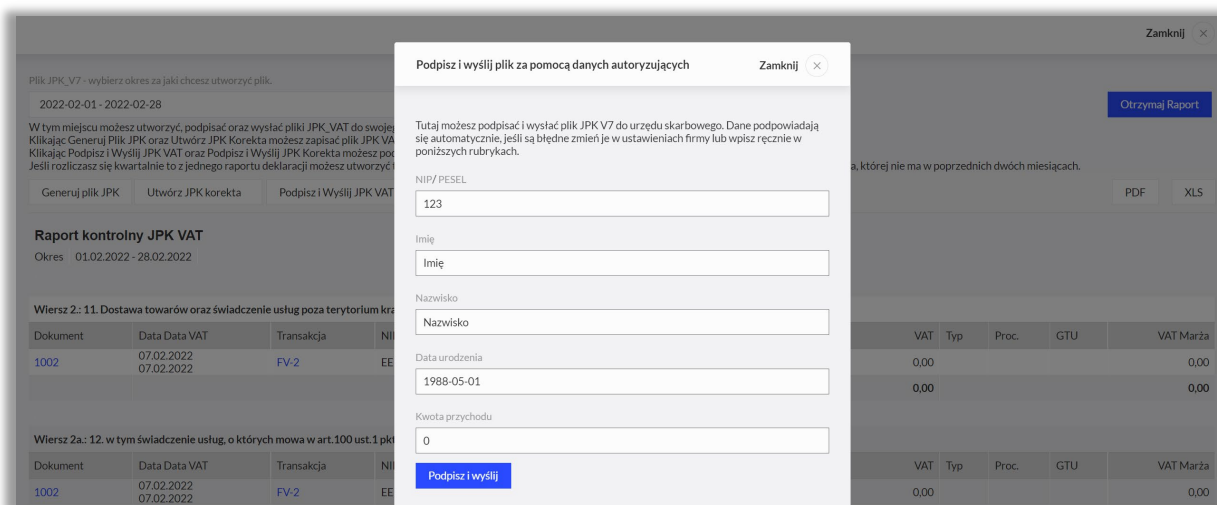 Zamknij
Plik JPK_V7 - wybierz okres za jaki chcesz utworzyć plik.
2022-02-01 - 2022-02-28
Otrzymaj Raport
W tym miejscu możesz utworzyć, podpisać oraz wysłać pliki JPK_VAT do
Klikając Generuj Plik JPK oraz Utwórz JPK Korekta możesz zapisać plik JPK
Klikając Podpisz i Wyślij JPK VAT oraz Podpisz i Wyślij JPK Korekta możesz
Jeśli rozliczasz się kwartalnie to z jednego raportu deklaracji możesz utworzyć
a, której nie ma w poprzednich dwóch miesiącach.
Generuj plik JPK Utwórz JPK korekta Podpisz i Wyślij JPK VAT PDF XLS
Raport kontrolny JPK VAT
Okres 01.02.2022 - 28.02.2022
Wiersz 2.: 11. Dostawa towarów oraz świadczenie usług poza terytorium
Dokument Data Data VAT Transakcja VAT Typ Proc. GTU VAT Marża
1002 07.02.2022 FV-2 EE 0,00 0,00
07.02.2022
0,00 0,00
Wiersz 2a.: 12. w tym świadczenie usług, o których mowa w art.100 ust.1
Dokument Data Data VAT Transakcja VAT Typ Proc. GTU VAT Marża
1002 07.02.2022 FV-2 EE 0,00 0,00
07.02.2022
Podpisz i wyślij plik za pomocą danych autoryzujących Zamknij
Tutaj możesz podpisać i wysłać plik JPK V7 do urzędu skarbowego. Dane podpowiadają
się automatycznie, jeśli są błędne zmień je w ustawieniach firmy lub wpisz ręcznie w
poniższych rubrykach.
NIP/ PESEL
123
Imię
Imię
Nazwisko
Nazwisko
Data urodzenia
1988-05-01
Kwota przychodu
0
Podpisz i wyślij